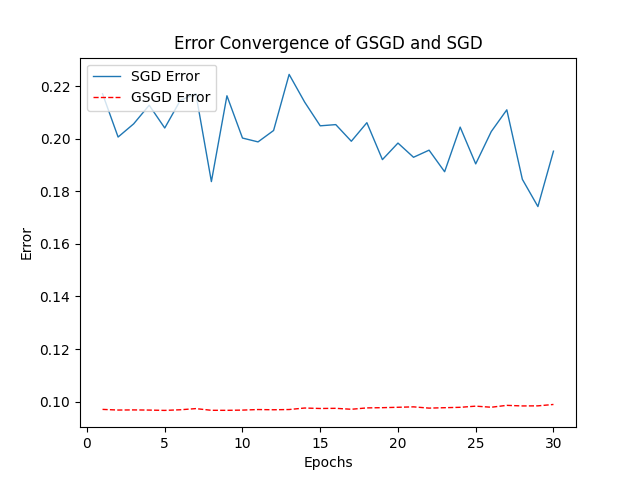 Error Convergence of GSGD and SGD
SGD Error
GSGD Error
0.22
0.20
0.18
0.16
0.14
0.12
0.10
Error
0 5 10 15 20 25 30
Epochs